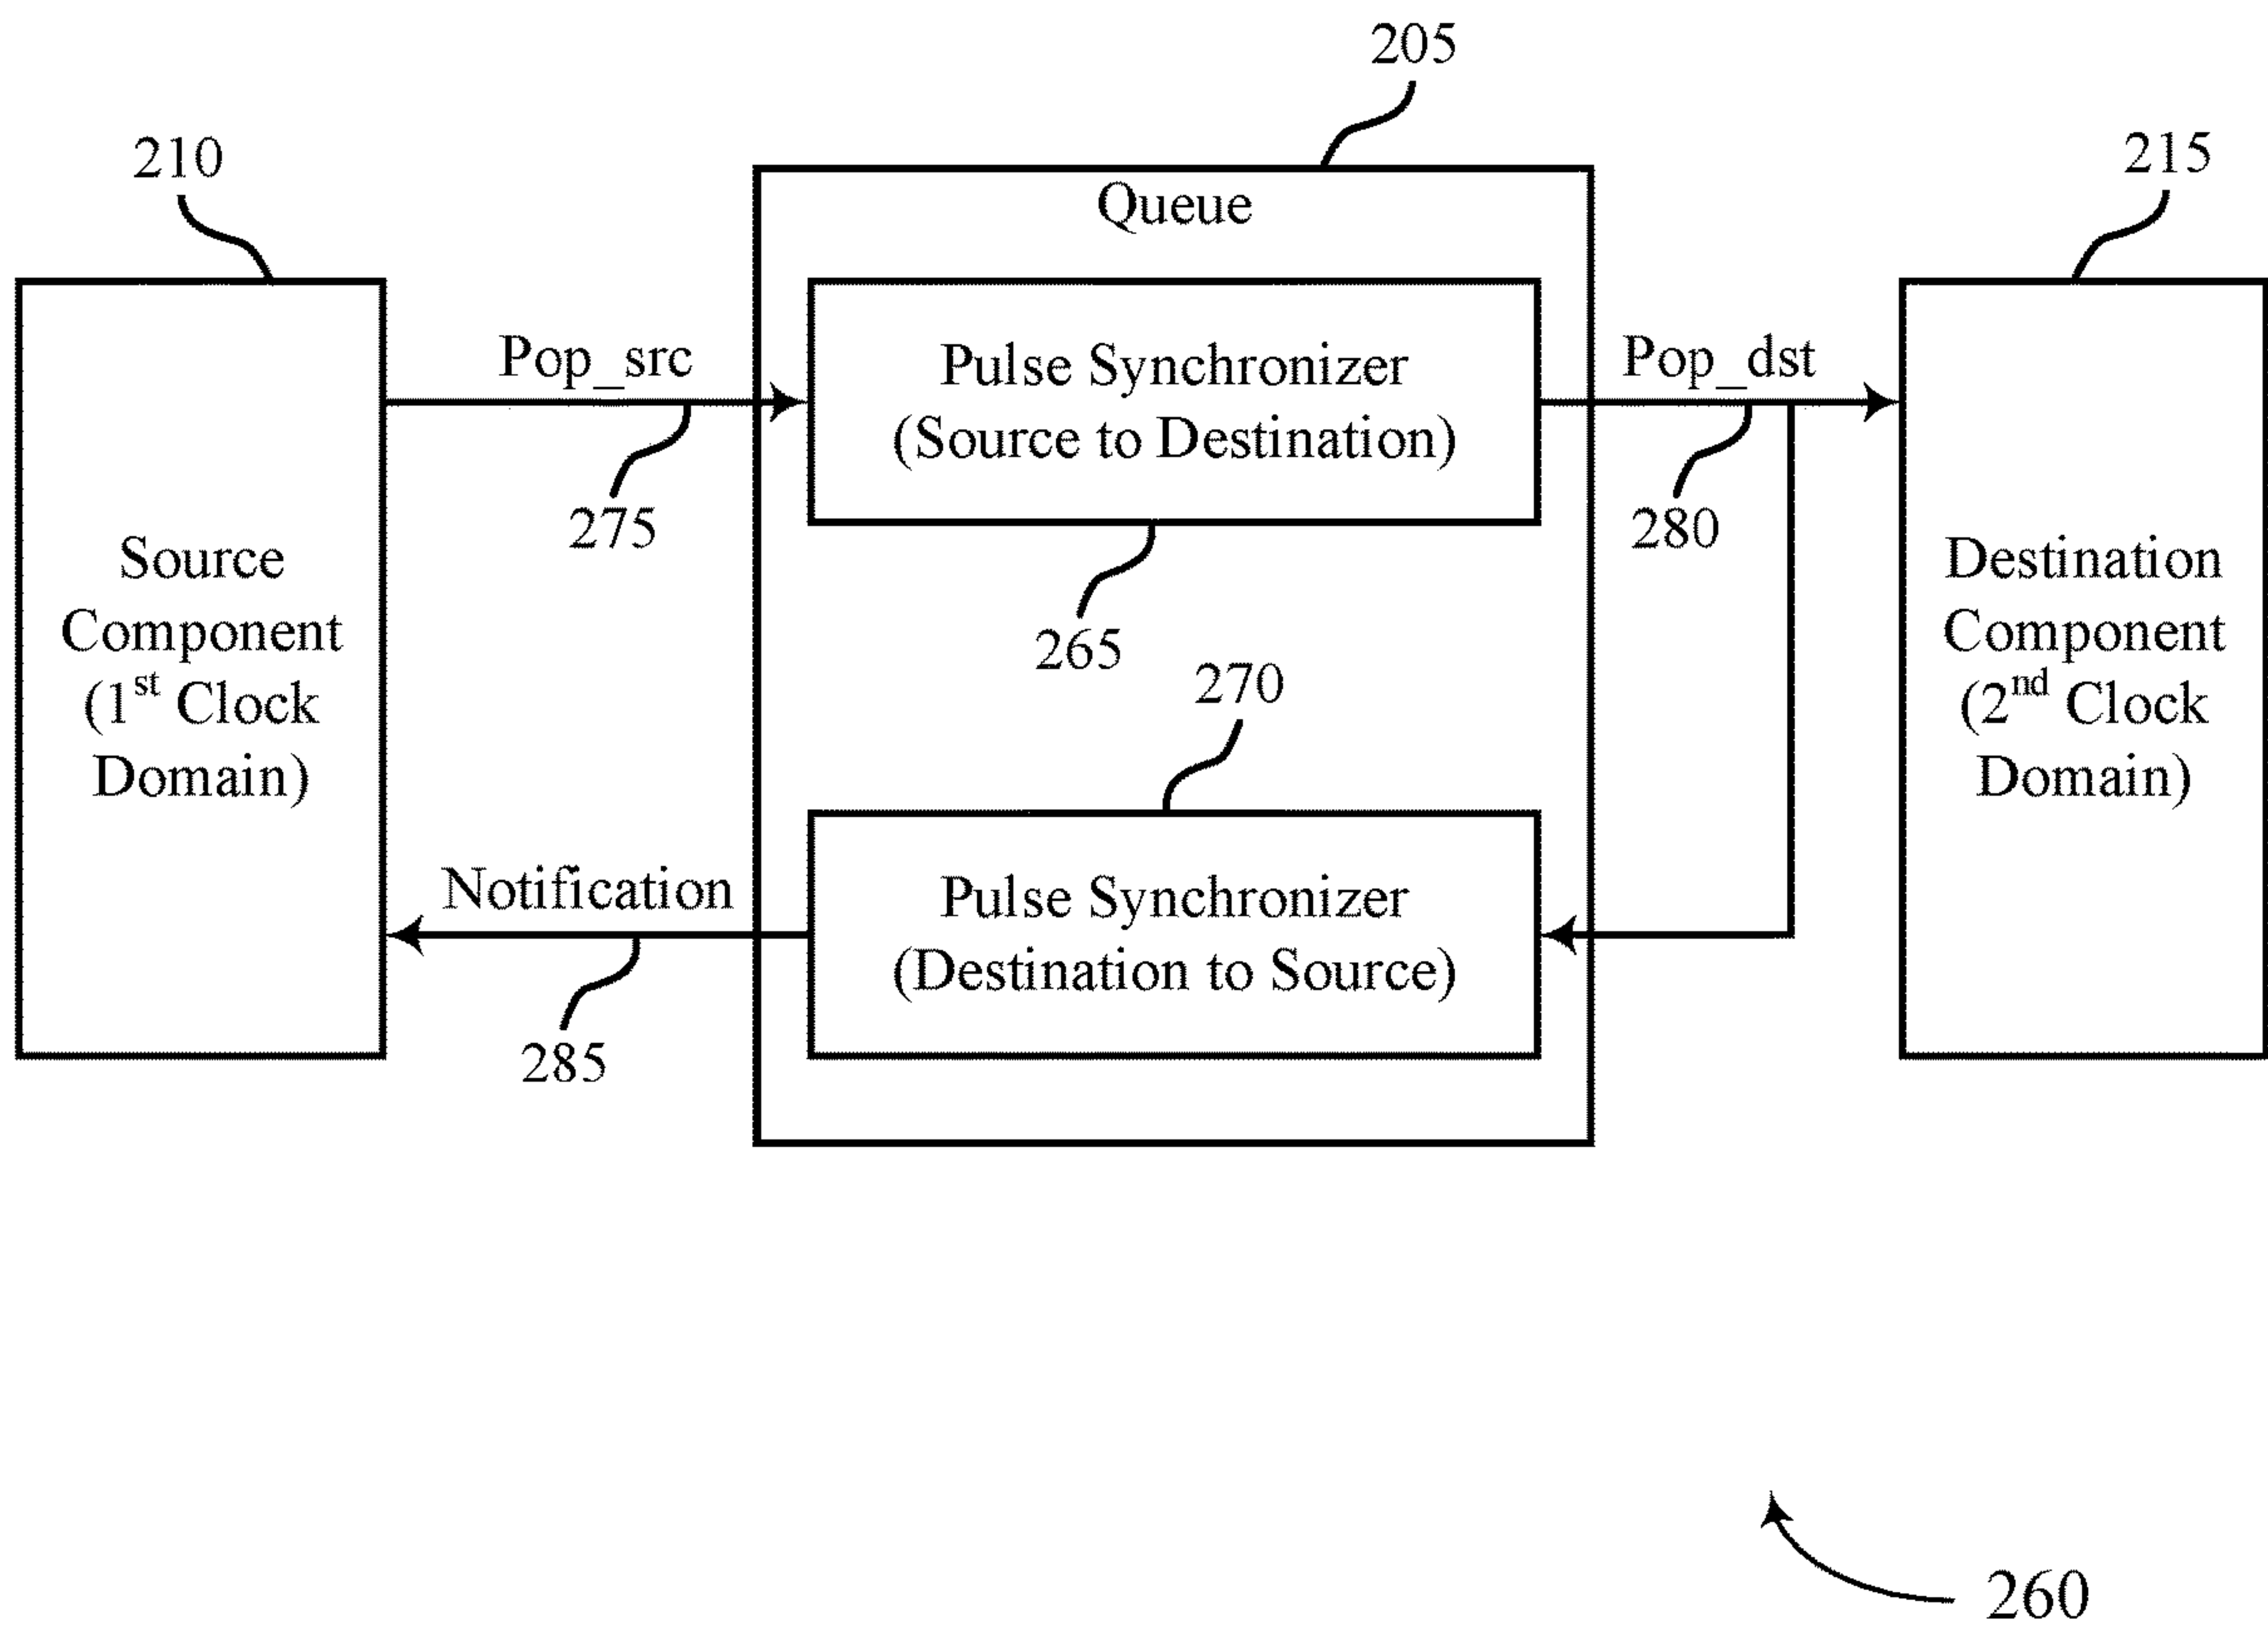 205
210
215
Queue
Pop_src
Pulse Synchronizer
(Source to Destination)
Pop_dst
275
280
265
Source
Component
(1st Clock
Domain)
Destination
Component
(2nd Clock
Domain)
270
Notification
Pulse Synchronizer
(Destination to Source)
285
260